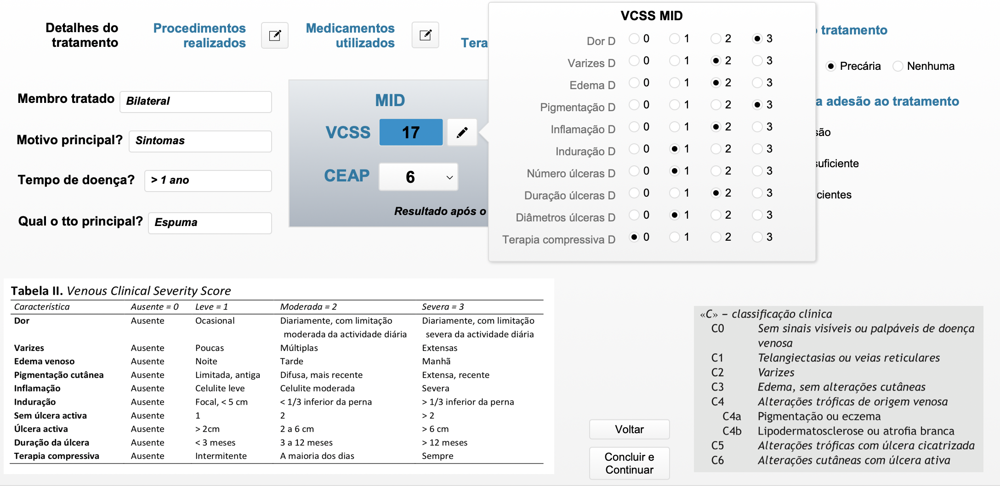 Detalhes do
tratamento
Procedimentos
realizados
Medicamentos
utilizados
Tera
tratamento
Precária Nenhuma
Membro tratado Bilateral
Motivo principal? Sintomas
Tempo de doença? > 1 ano
Qual o tto principal? Espuma
MID
VCSS 17
CEAP 6
Resultado após o
VCSS MID
Dor D 0 1 2 3
Varizes D 0 1 2 3
Edema D 0 1 2 3
Pigmentação D 0 1 2 3
Inflamação D 0 1 2 3
Induração D 0 1 2 3
Número úlceras D 0 1 2 3
Duração úlceras D 0 1 2 3
Diâmetros úlceras D 0 1 2 3
Terapia compressiva D 0 1 2 3
a adesão ao tratamento
são
suficiente
cientes
Tabela II. Venous Clinical Severity Score
Característica Ausente = 0 Leve = 1 Moderada = 2 Severa = 3
Dor Ausente Ocasional Diariamente, com limitação Diariamente, com limitação
moderada da actividade diária severa da actividade diária
Varizes Ausente Poucas Múltiplas Extensas
Edema venoso Ausente Noite Tarde Manhã
Pigmentação cutânea Ausente Limitada, antiga Difusa, mais recente Extensa, recente
Inflamação Ausente Celulite leve Celulite moderada Severa
Induração Ausente Focal, < 5 cm < 1/3 inferior da perna > 1/3 inferior da perna
Sem úlcera activa Ausente 1 2 > 2
Úlcera activa Ausente > 2cm 2 a 6 cm > 6 cm
Duração da úlcera Ausente < 3 meses 3 a 12 meses > 12 meses
Terapia compressiva Ausente Intermitente A maioria dos dias Sempre
Voltar
Concluir e
Continuar
«C» – classificação clínica
C0 Sem sinais visíveis ou palpáveis de doença
venosa
C1 Telangiectasias ou veias reticulares
C2 Varizes
C3 Edema, sem alterações cutâneas
C4 Alterações tróficas de origem venosa
C4a Pigmentação ou eczema
C4b Lipodermatosclerose ou atrofia branca
C5 Alterações tróficas com úlcera cicatrizada
C6 Alterações cutâneas com úlcera ativa